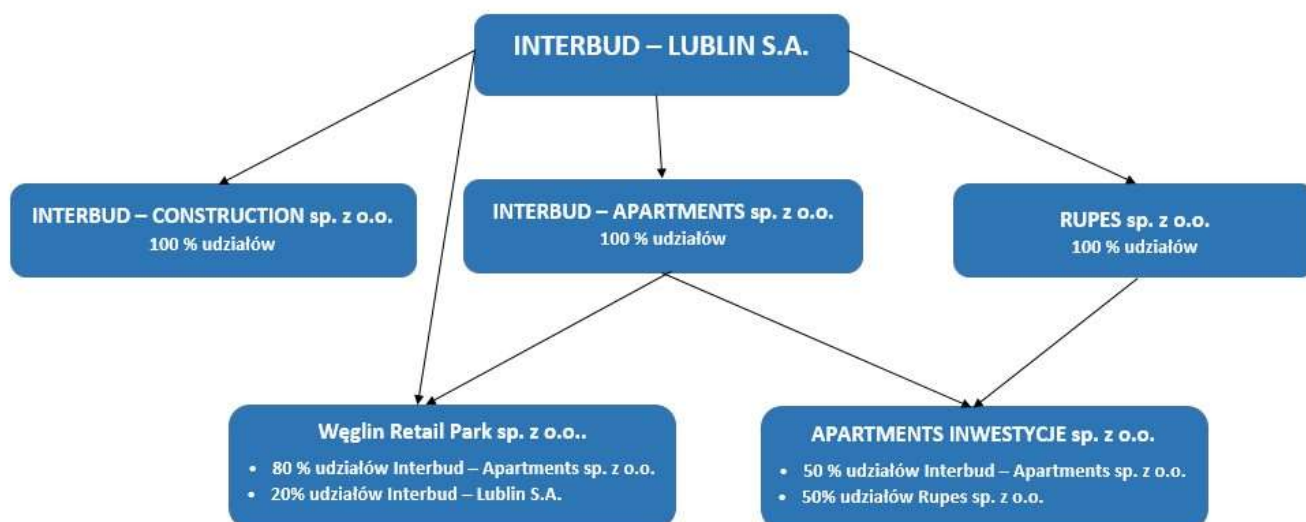 INTERBUD – LUBLIN S.A.
INTERBUD – CONSTRUCTION sp. z o.o.
100 % udziałów
INTERBUD – APARTMENTS sp. z o.o.
100 % udziałów
RUPES sp. z o.o.
100 % udziałów
Węglin Retail Park sp. z o.o..
• 80 % udziałów Interbud – Apartments sp. z o.o.
• 20% udziałów Interbud – Lublin S.A.
APARTMENTS INWESTYCJE sp. z o.o.
• 50 % udziałów Interbud – Apartments sp. z o.o.
• 50% udziałów Rupes sp. z o.o.